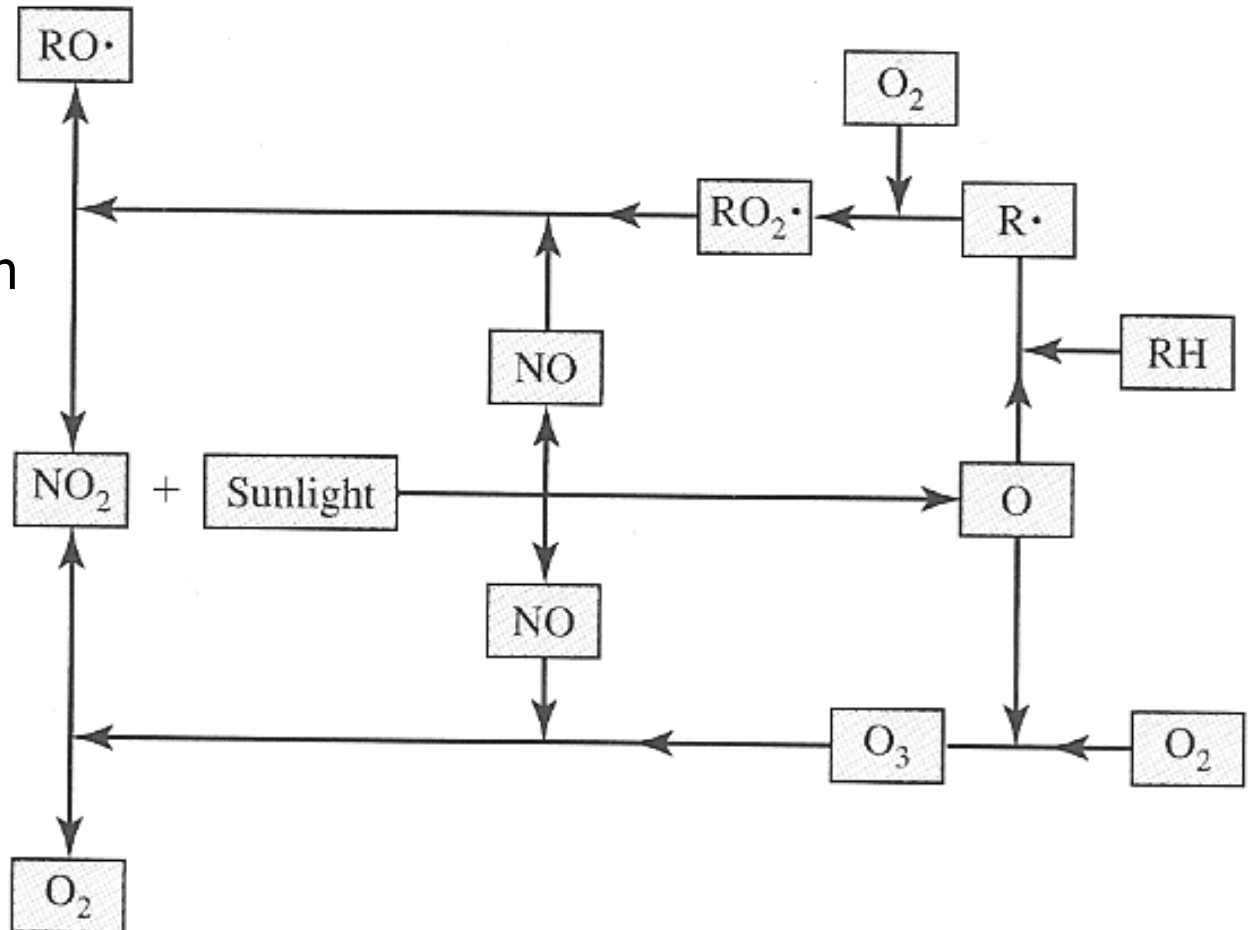 RO•
O₂
RO₂•
R•
n
NO
RH
NO₂ + Sunlight
O
NO
O₃
O₂
O₂